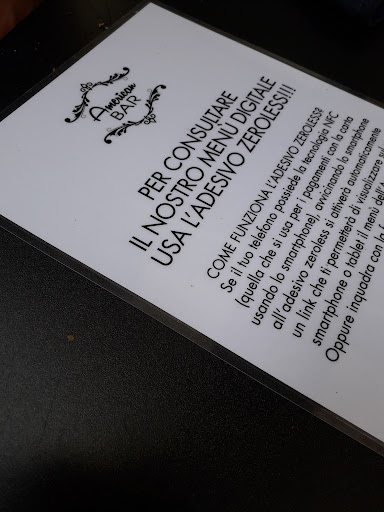 American
BAR
PER CONSULTARE
IL NOSTRO MENÙ DIGITALE
USA L'ADESIVO ZEROLESS!!!
COME FUNZIONA L'ADESIVO ZEROLESS?
Se il tuo telefono possiede la tecnologia NFC
(quella che si usa per i pagamenti con la carta
usando lo smartphone), avvicinando lo smartphone
all'adesivo zeroless si attiverà automaticamente
un link che ti permetterà di visualizzare sul
smartphone o tablet il menù dell'
Oppure inquadra con la